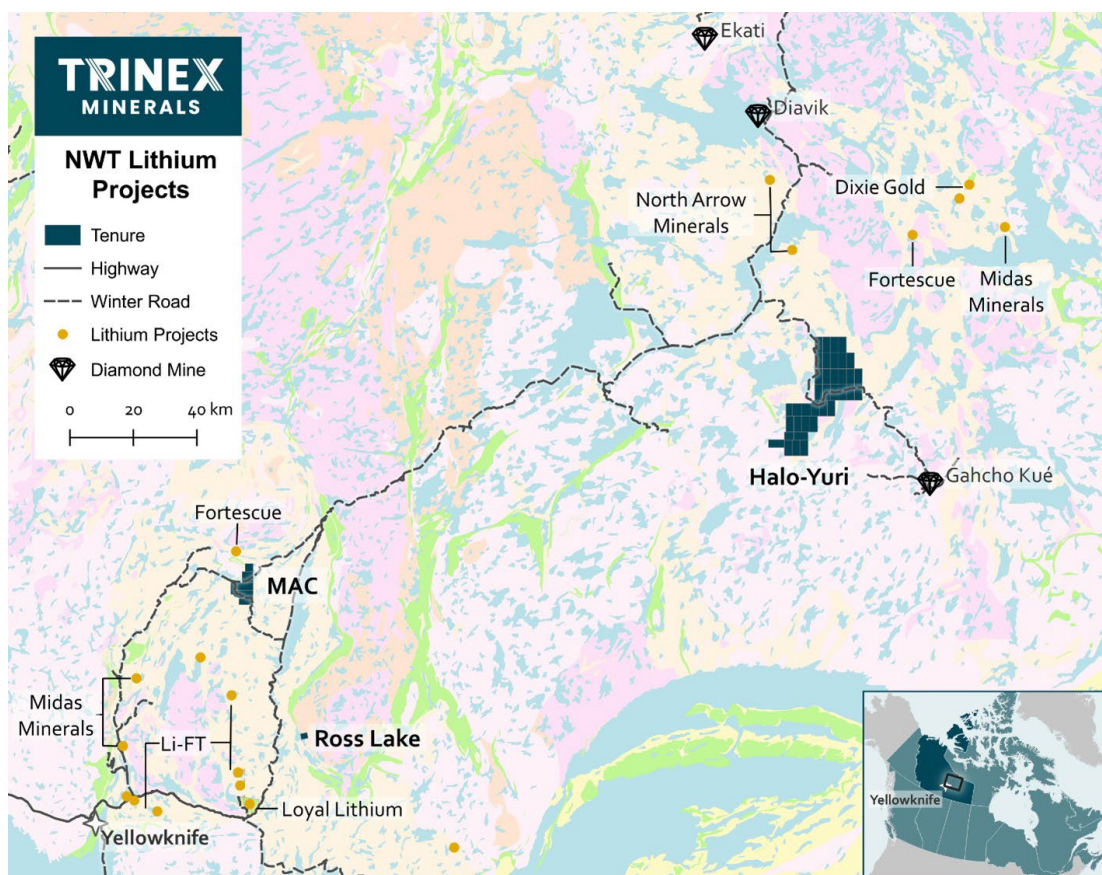 TRINEX
MINERALS
NWT Lithium
Projects
Tenure
Highway
Winter Road
Lithium Projects
Diamond Mine
0 20 40 km
Ekati
Diavik
North Arrow
Minerals
Dixie Gold
Fortescue
Midas
Minerals
Halo-Yuri
Gahcho Kué
Fortescue
MAC
Midas
Minerals
Li-FT
Ross Lake
Loyal Lithium
Yellowknife
Yellowknife